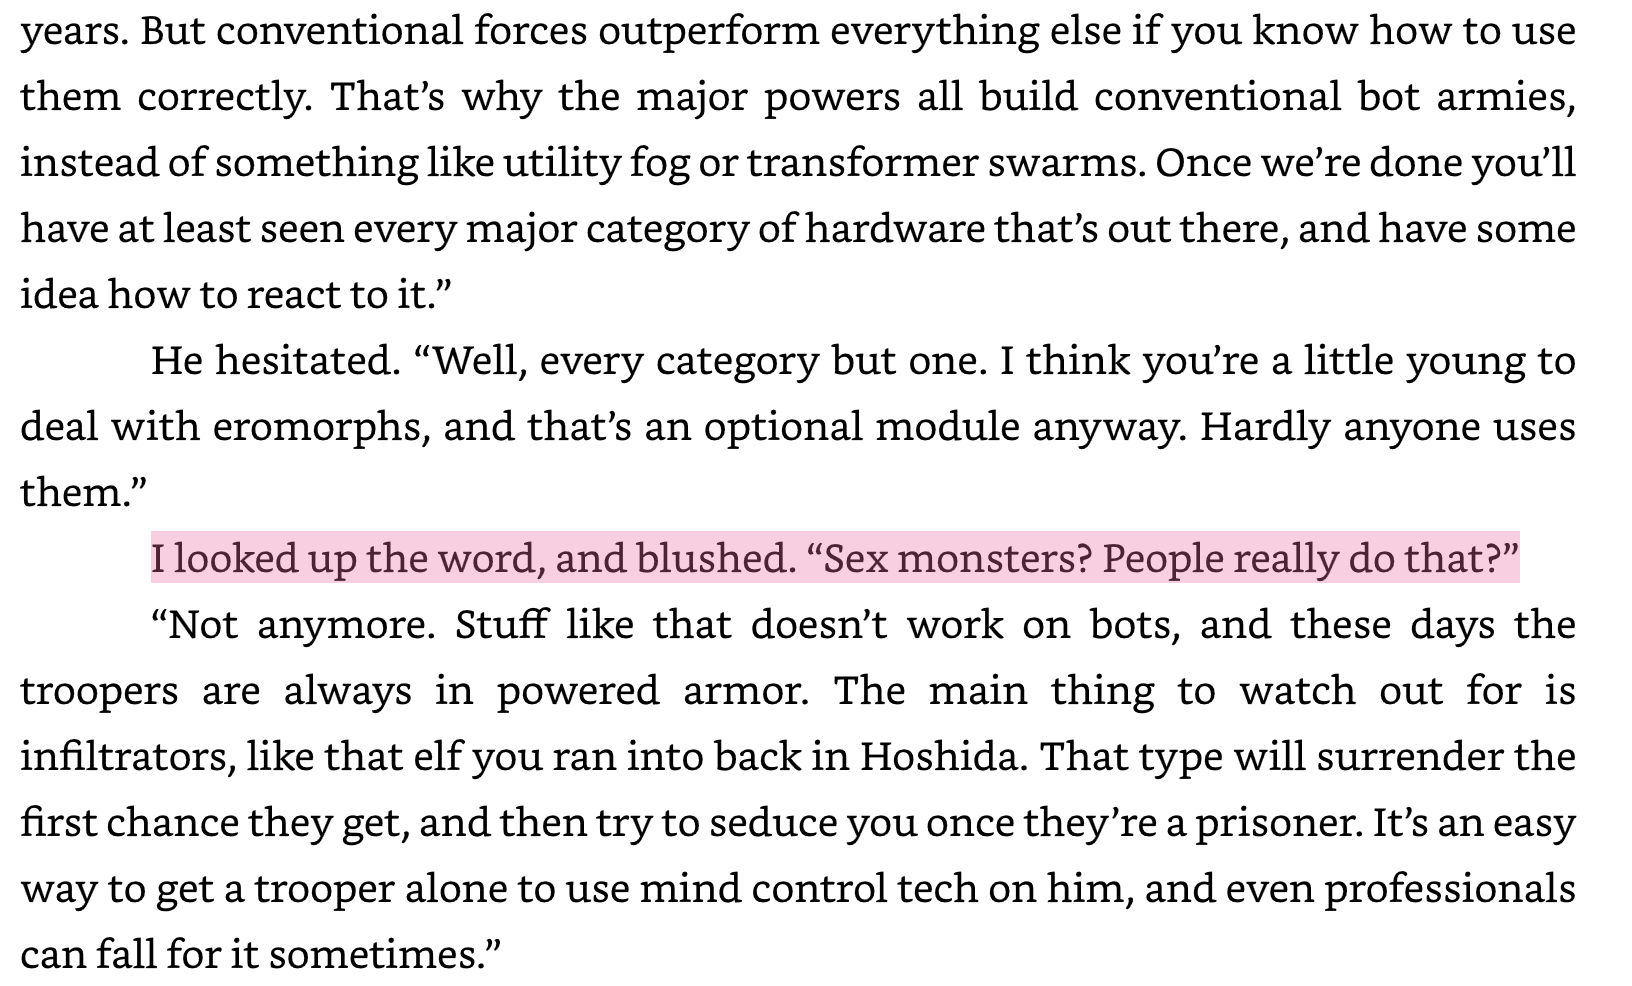 years. But conventional forces outperform everything else if you know how to use
them correctly. That’s why the major powers all build conventional bot armies,
instead of something like utility fog or transformer swarms. Once we’re done you’ll
have at least seen every major category of hardware that’s out there, and have some
idea how to react to it.”
He hesitated. “Well, every category but one. I think you’re a little young to
deal with eromorphs, and that’s an optional module anyway. Hardly anyone uses
them.”
I looked up the word, and blushed. “Sex monsters? People really do that?”
“Not anymore. Stuff like that doesn’t work on bots, and these days the
troopers are always in powered armor. The main thing to watch out for is
infiltrators, like that elf you ran into back in Hoshida. That type will surrender the
first chance they get, and then try to seduce you once they’re a prisoner. It’s an easy
way to get a trooper alone to use mind control tech on him, and even professionals
can fall for it sometimes.”